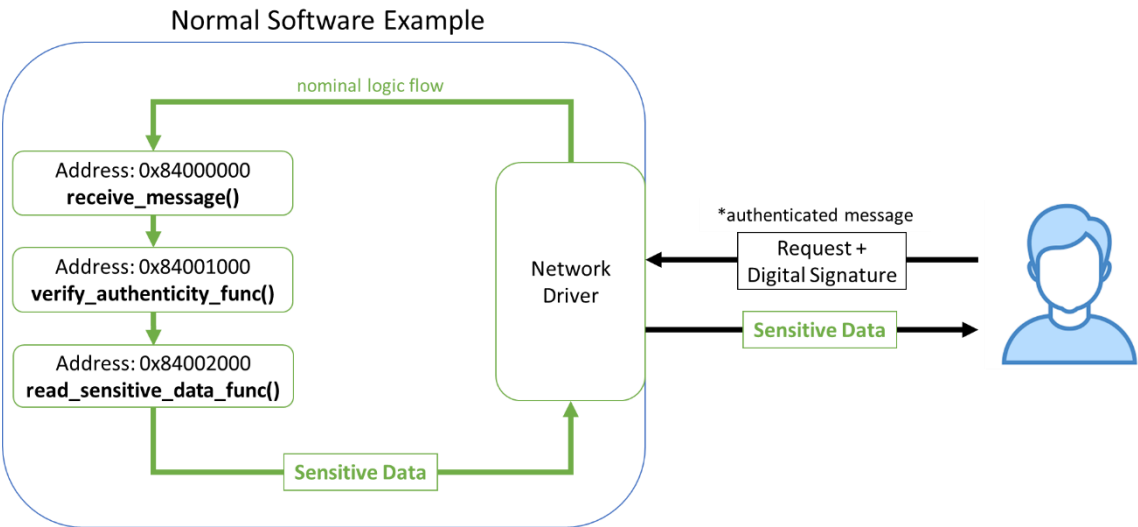 Normal Software Example
nominal logic flow
Address: 0x84000000
receive_message()
Address: 0x84001000
verify_authenticity_func()
Address: 0x84002000
read_sensitive_data_func()
Sensitive Data
Network
Driver
*authenticated message
Request +
Digital Signature
Sensitive Data